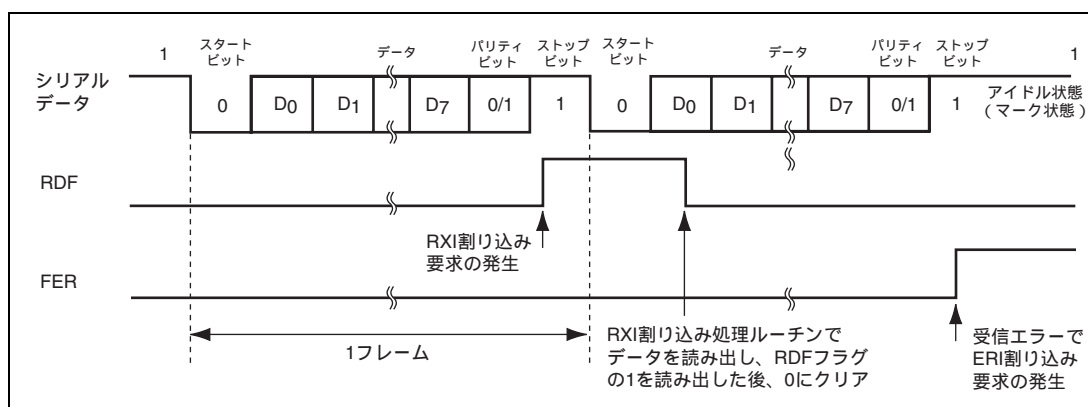 1
スタート
ビット
データ
パリティ
ビット
ストップ
ビット
スタート
ビット
データ
パリティ
ビット
ストップ
ビット
1
シリアル
データ
0
D0
D1
D7
0/1
1
0
D0
D1
D7
0/1
1
アイドル状態
(マーク状態)
RDF
RXI割り込み
要求の発生
FER
1フレーム
RXI割り込み処理ルーチンで
データを読み出し、RDFフラグ
の1を読み出した後、0にクリア
受信エラーで
ERI割り込み
要求の発生